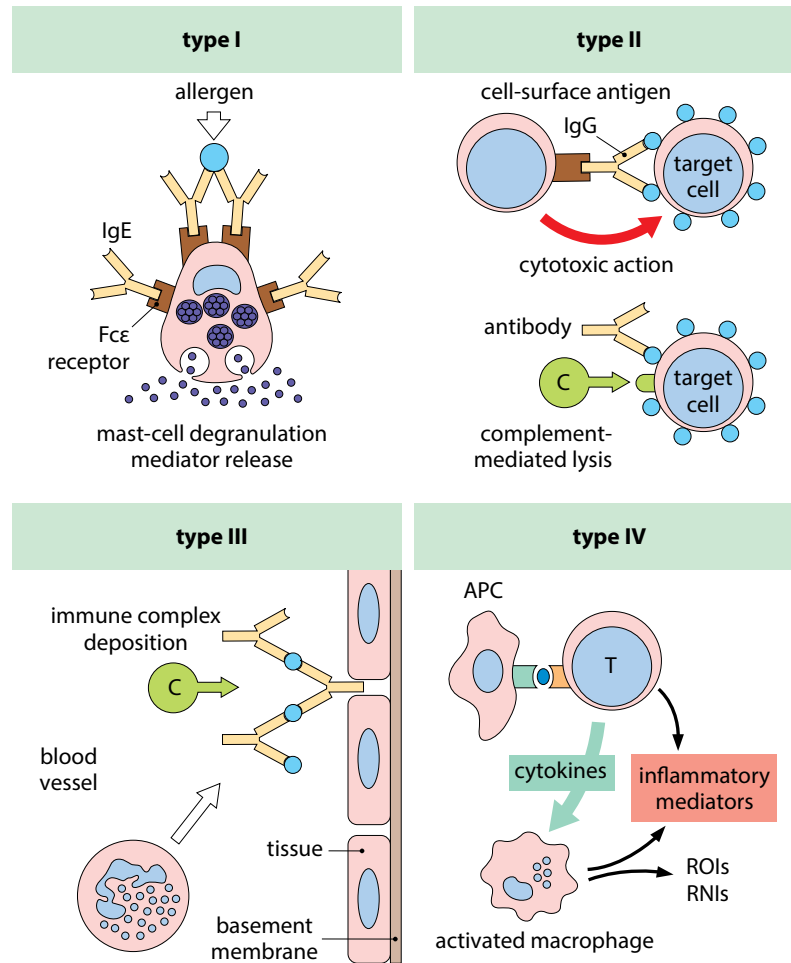 type I
allergen
IgE
Fcε
receptor
mast-cell degranulation
mediator release
type II
cell-surface antigen
IgG
target
cell
cytotoxic action
antibody
C
target
cell
complement-
mediated lysis
type III
immune complex
deposition
C
blood
vessel
tissue
basement
membrane
type IV
APC
T
cytokines
inflammatory
mediators
ROIs
RNIs
activated macrophage